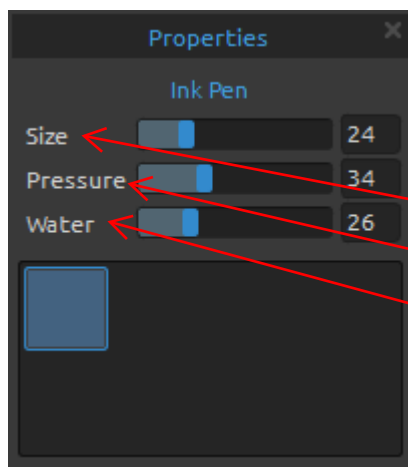 Properties
Ink Pen
Size 24
Pressure 34
Water 26